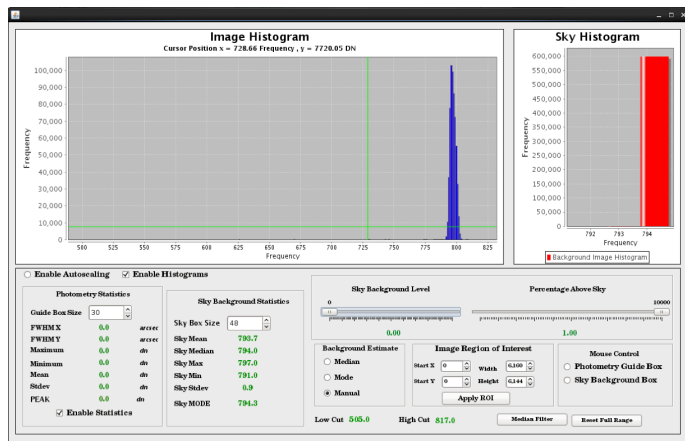 Image Histogram
Cursor Position x = 728.66 Frequency , y = 7720.05 DN
Frequency
100,000
90,000
80,000
70,000
60,000
50,000
40,000
30,000
20,000
10,000
0
500 525 550 575 600 625 650 675 700 725 750 775 800 825
Frequency
Sky Histogram
Frequency
600,000
550,000
500,000
450,000
400,000
350,000
300,000
250,000
200,000
150,000
100,000
50,000
0
792 793 794
Frequency
Background Image Histogram
Enable Autoscaling Enable Histograms
Photometry Statistics
Guide Box Size 30
FWHM X 0.0 arcsec
FWHM Y 0.0 arcsec
Maximum 0.0 dn
Minimum 0.0 dn
Mean 0.0 dn
Stdev 0.0 dn
PEAK 0.0 dn
Enable Statistics
Sky Background Statistics
Sky Box Size 48
Sky Mean 793.7
Sky Median 794.0
Sky Max 797.0
Sky Min 791.0
Sky Stdev 0.9
Sky MODE 794.3
Sky Background Level
0
0.00
Percentage Above Sky
10000
1.00
Background Estimate
Median
Mode
Manual
Image Region of Interest
Start X 0 Width 6,160
Start Y 0 Height 6,144
Apply ROI
Mouse Control
Photometry Guide Box
Sky Background Box
Low Cut 505.0 High Cut 817.0 Median Filter Reset Full Range